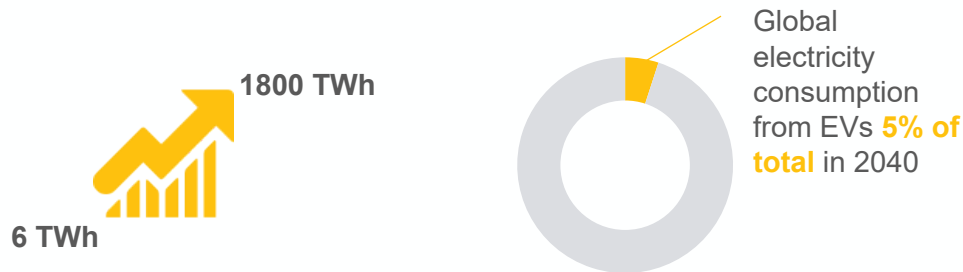 1800 TWh
6 TWh
Global
electricity
consumption
from EVs 5% of
total in 2040